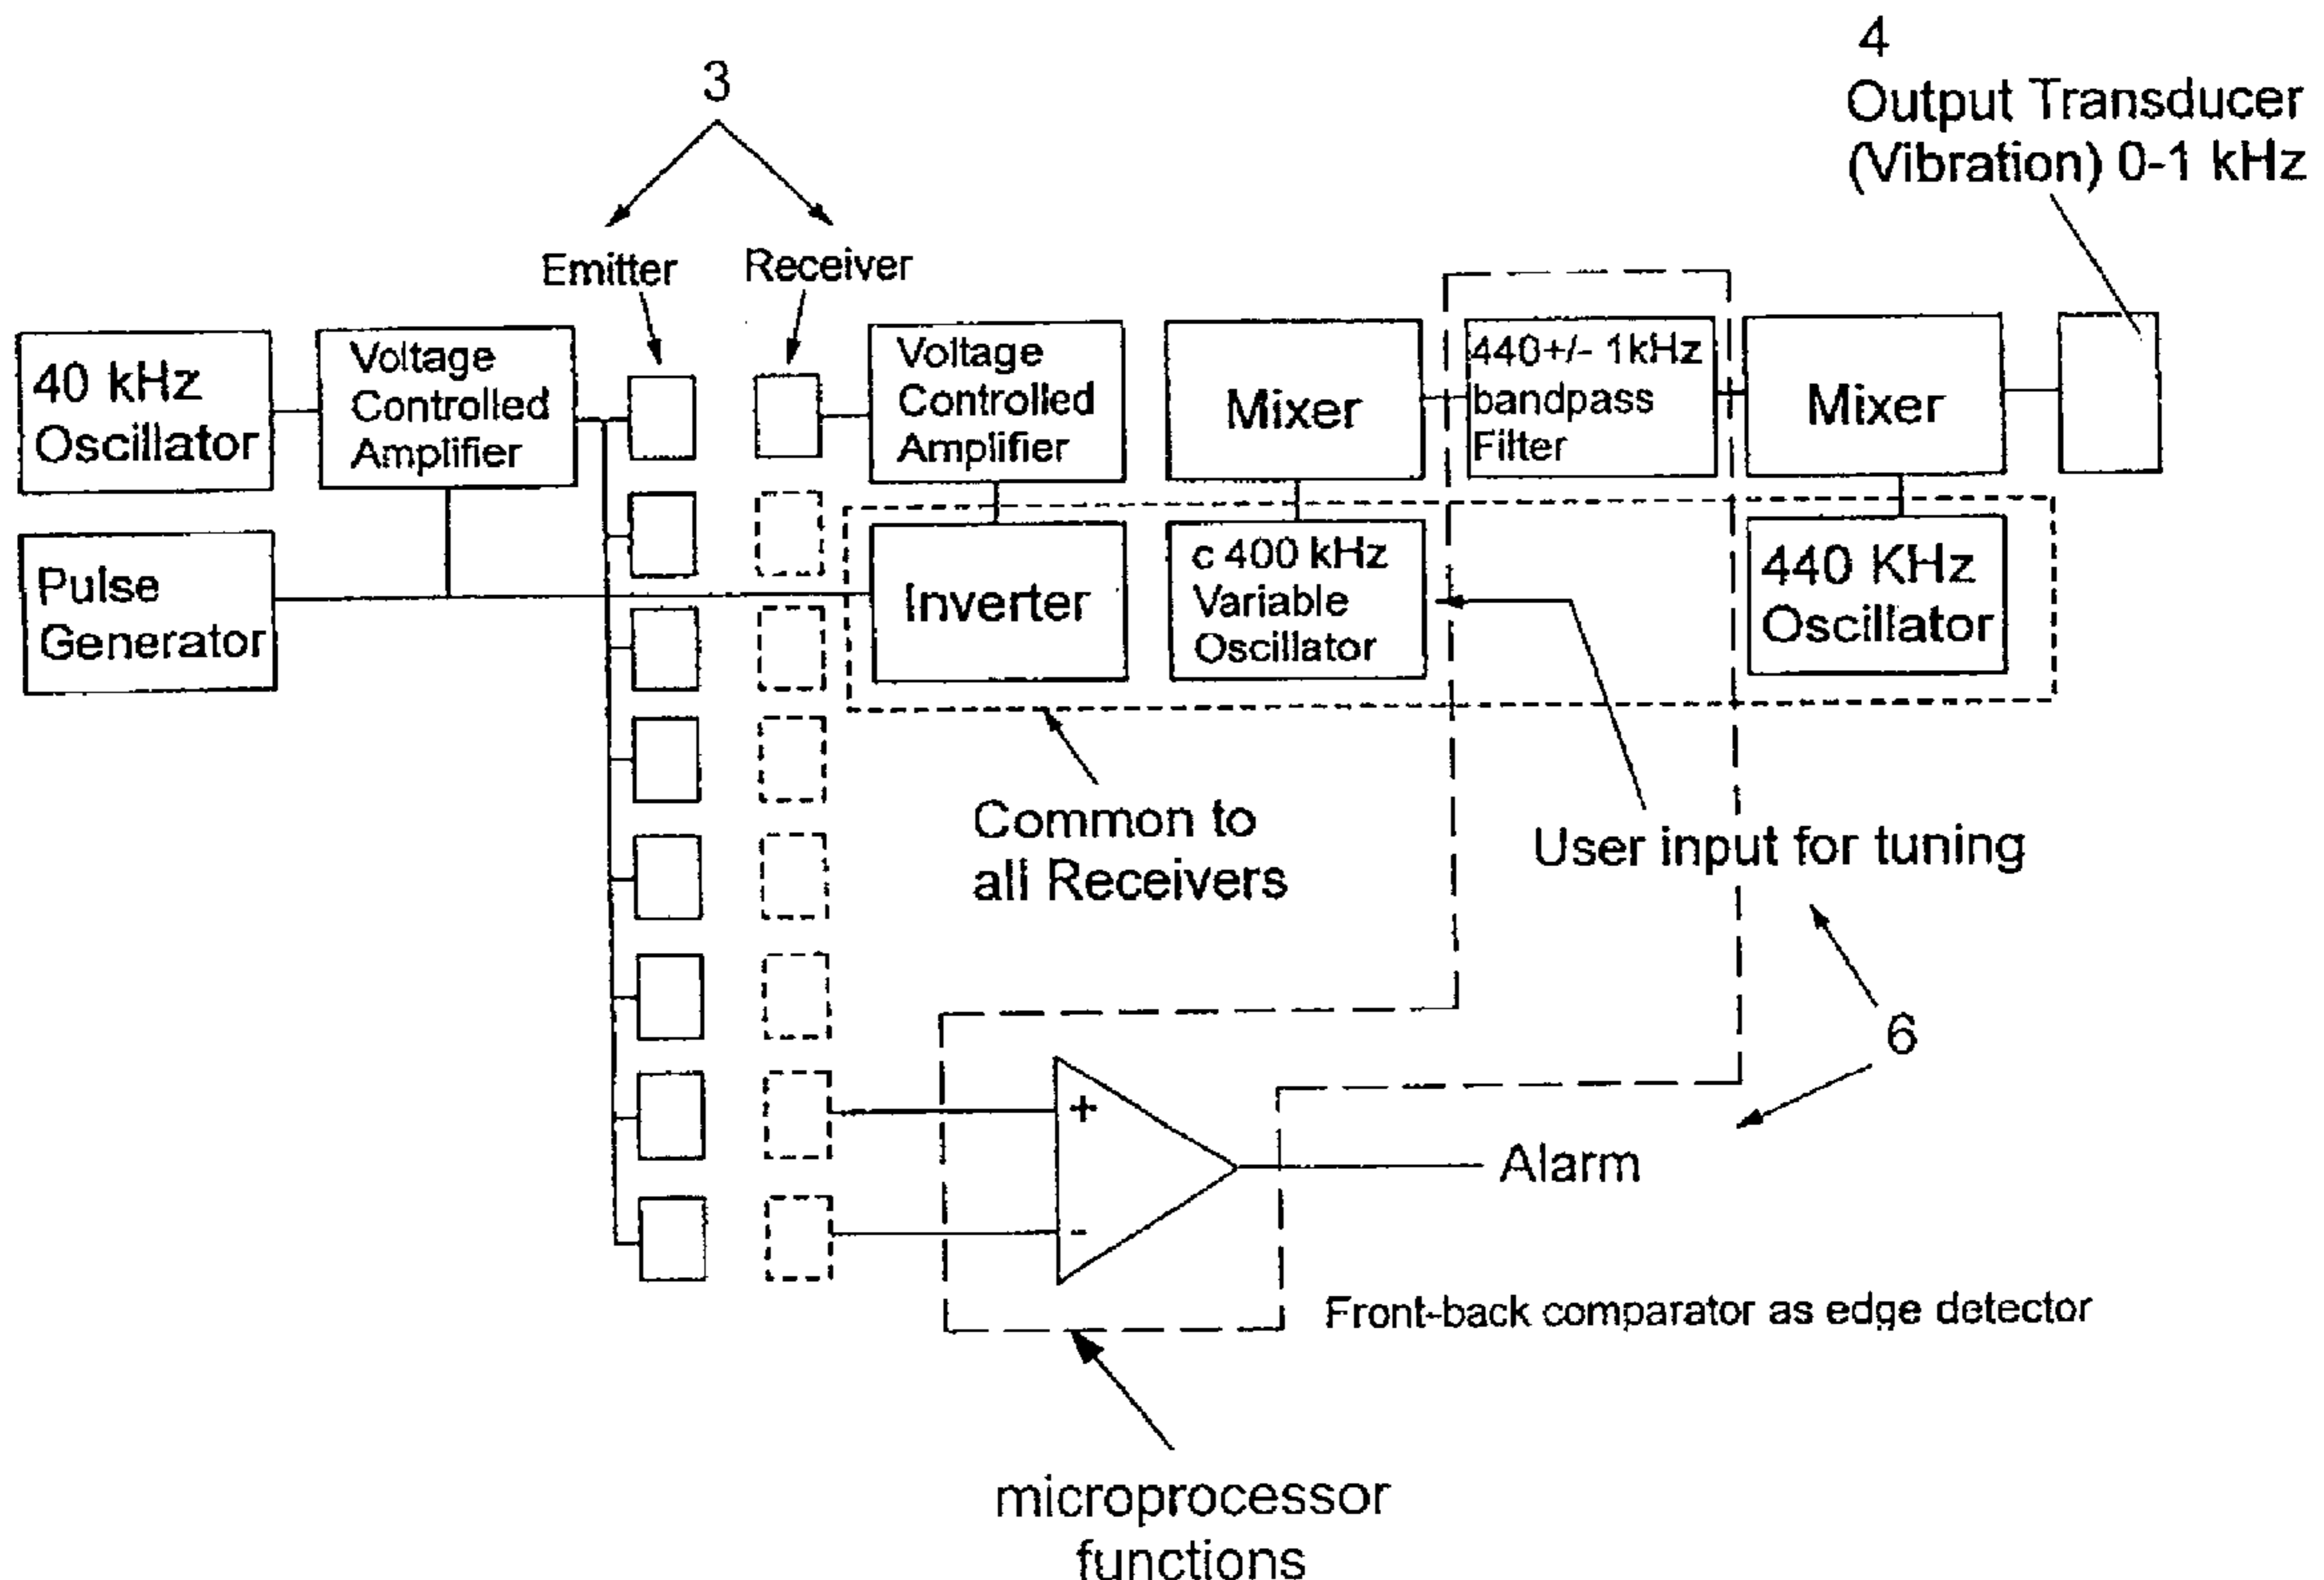 4
Output Transducer
(Vibration) 0-1 kHz
3
Emitter
Receiver
40 kHz
Oscillator
Voltage
Controlled
Amplifier
Voltage
Controlled
Amplifier
Mixer
440+/- 1kHz
bandpass
Filter
Mixer
Pulse
Generator
Inverter
c 400 kHz
Variable
Oscillator
440 KHz
Oscillator
Common to
all Receivers
User input for tuning
6
+
-
Alarm
Front-back comparator as edge detector
microprocessor
functions